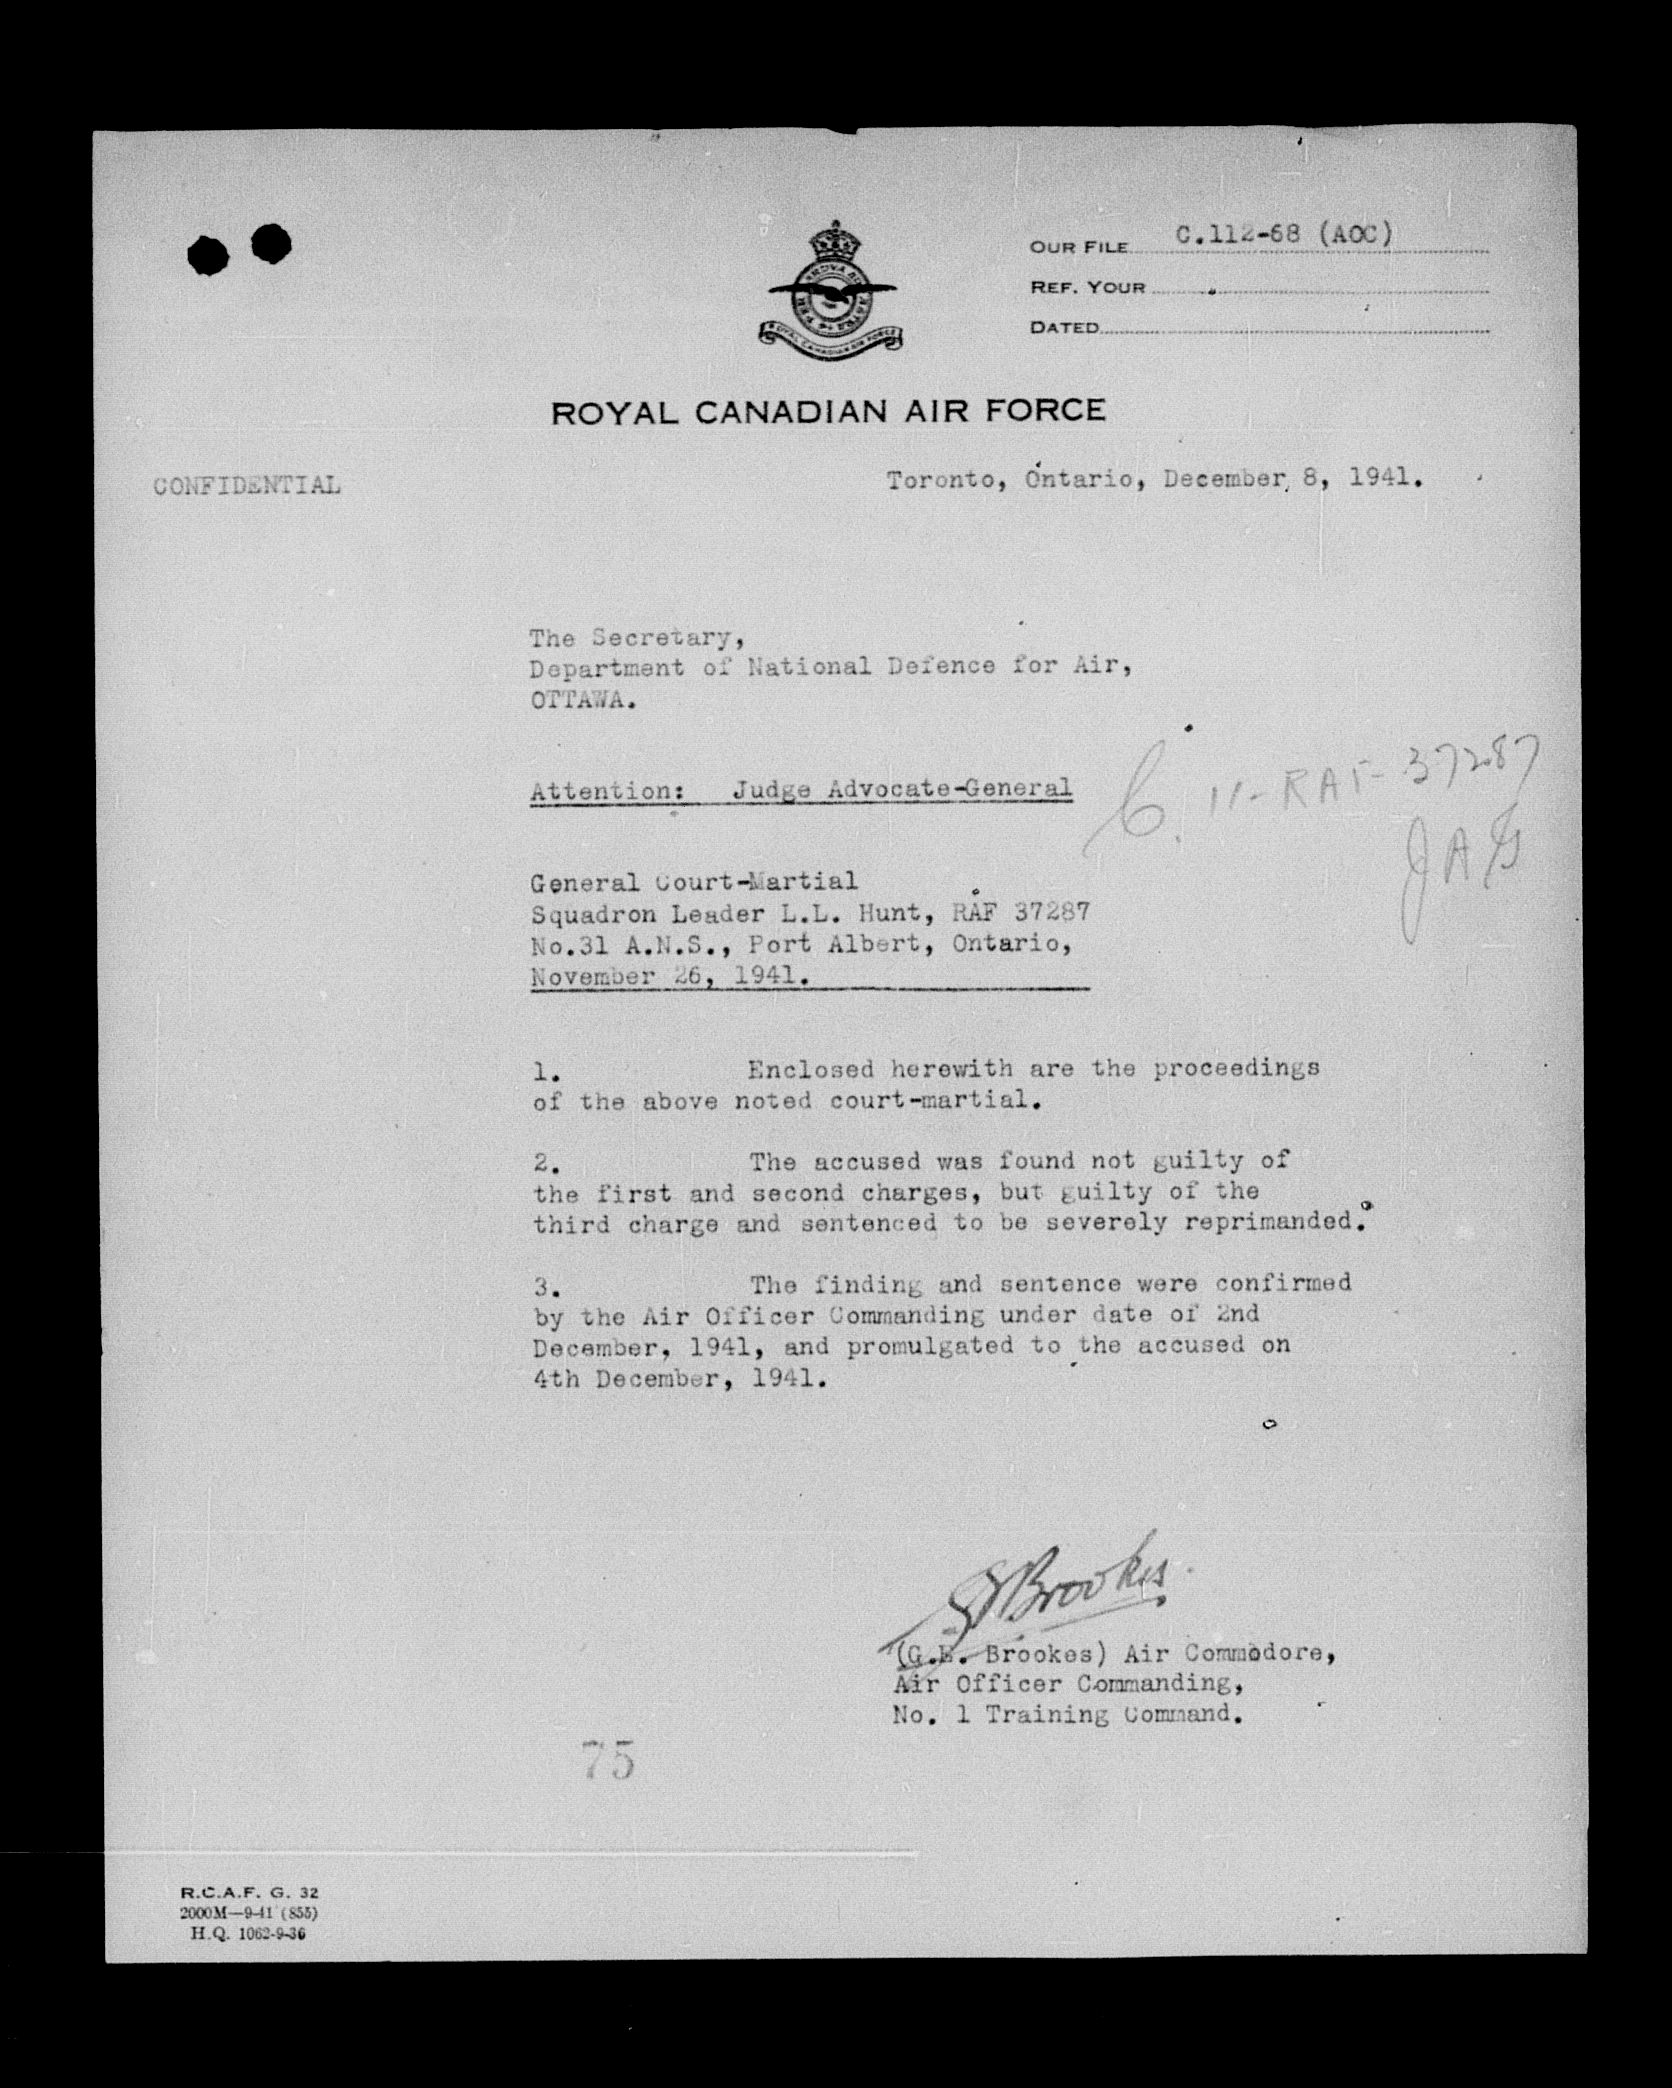 OUR FILE C.112-68 (AOC)
REF. YOUR
DATED
ROYAL CANADIAN AIR FORCE
ROYAL CANADIAN AIR FORCE
CONFIDENTIAL
Toronto, Ontario, December 8, 1941.
The Secretary,
Department of National Defence for Air,
OTTAWA.
Attention: Judge Advocate-General
C. 11-RAF-37287
JAG
General Court-Martial
Squadron Leader L.L. Hunt, RAF 37287
No.31 A.N.S., Port Albert, Ontario,
November 26, 1941.
1. Enclosed herewith are the proceedings
of the above noted court-martial.
2. The accused was found not guilty of
the first and second charges, but guilty of the
third charge and sentenced to be severely reprimanded.
3. The finding and sentence were confirmed
by the Air Officer Commanding under date of 2nd
December, 1941, and promulgated to the accused on
4th December, 1941.
GBrookes
(G.E. Brookes) Air Commodore,
Air Officer Commanding,
No. 1 Training Command.
75
R.C.A.F. G. 32
2000M—9-41 (855)
H.Q. 1062-9-36